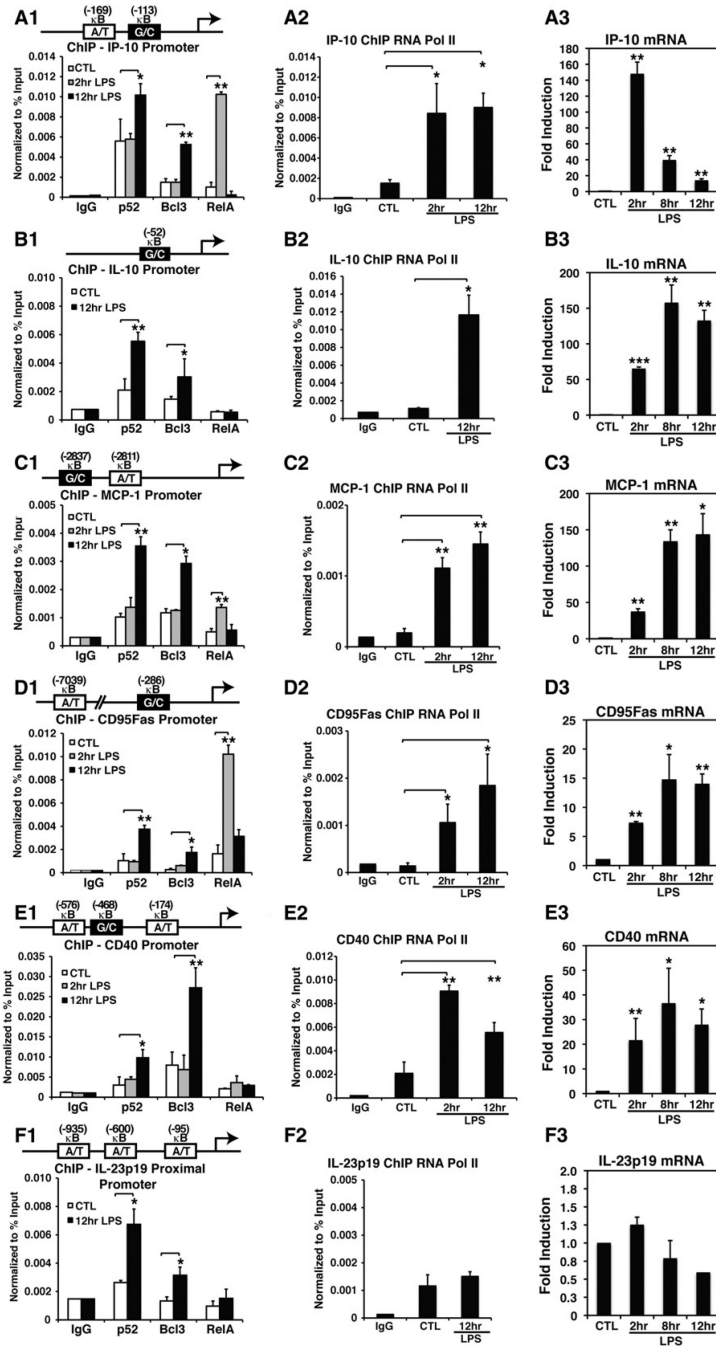 A1
(-169) (-113)
κB κB
A/T G/C
ChIP - IP-10 Promoter
Normalized to % Input
0.014
0.012
0.010
0.008
0.006
0.004
0.002
0
CTL
2hr LPS
12hr LPS
* ** **
IgG p52 Bcl3 RelA
A2
IP-10 ChIP RNA Pol II
Normalized to % Input
0.014
0.012
0.010
0.008
0.006
0.004
0.002
0
* *
IgG CTL 2hr 12hr
LPS
A3
IP-10 mRNA
Fold Induction
180
160
140
120
100
80
60
40
20
0
** ** **
CTL 2hr 8hr 12hr
LPS
B1
(-52)
κB
G/C
ChIP - IL-10 Promoter
Normalized to % Input
0.010
0.008
0.006
0.004
0.002
0
CTL
12hr LPS
** *
IgG p52 Bcl3 RelA
B2
IL-10 ChIP RNA Pol II
Normalized to % Input
0.016
0.014
0.012
0.010
0.008
0.006
0.004
0.002
0
*
IgG CTL 12hr
LPS
B3
IL-10 mRNA
Fold Induction
200
150
100
50
0
*** ** **
CTL 2hr 8hr 12hr
LPS
C1
(-2837) (-2811)
κB κB
G/C A/T
ChIP - MCP-1 Promoter
Normalized to % Input
0.005
0.004
0.003
0.002
0.001
0
CTL
2hr LPS
12hr LPS
** * **
IgG p52 Bcl3 RelA
C2
MCP-1 ChIP RNA Pol II
Normalized to % Input
0.002
0.001
0
** **
IgG CTL 2hr 12hr
LPS
C3
MCP-1 mRNA
Fold Induction
200
150
100
50
0
** ** *
CTL 2hr 8hr 12hr
LPS
D1
(-7039) (-286)
κB κB
A/T G/C
ChIP - CD95Fas Promoter
Normalized to % Input
0.012
0.010
0.008
0.006
0.004
0.002
0
CTL
2hr LPS
12hr LPS
** * **
IgG p52 Bcl3 RelA
D2
CD95Fas ChIP RNA Pol II
Normalized to % Input
0.003
0.002
0.001
0
* *
IgG CTL 2hr 12hr
LPS
D3
CD95Fas mRNA
Fold Induction
25
20
15
10
5
0
** * **
CTL 2hr 8hr 12hr
LPS
E1
(-576) (-468) (-174)
κB κB κB
A/T G/C A/T
ChIP - CD40 Promoter
Normalized to % Input
0.035
0.030
0.025
0.020
0.015
0.010
0.004
0
CTL
2hr LPS
12hr LPS
* **
IgG p52 Bcl3 RelA
E2
CD40 ChIP RNA Pol II
Normalized to % Input
0.012
0.010
0.008
0.006
0.004
0.002
0
** **
IgG CTL 2hr 12hr
LPS
E3
CD40 mRNA
Fold Induction
60
50
40
30
20
10
0
** * *
CTL 2hr 8hr 12hr
LPS
F1
(-935) (-600) (-95)
κB κB κB
A/T A/T A/T
ChIP - IL-23p19 Proximal
Promoter
Normalized to % Input
0.010
0.008
0.006
0.004
0.002
0
CTL
12hr LPS
* *
IgG p52 Bcl3 RelA
F2
IL-23p19 ChIP RNA Pol II
Normalized to % Input
0.005
0.004
0.003
0.002
0.001
0
IgG CTL 12hr
LPS
F3
IL-23p19 mRNA
Fold Induction
2.0
1.8
1.5
1.3
1.0
0.8
0.5
0.3
0
CTL 2hr 8hr 12hr
LPS